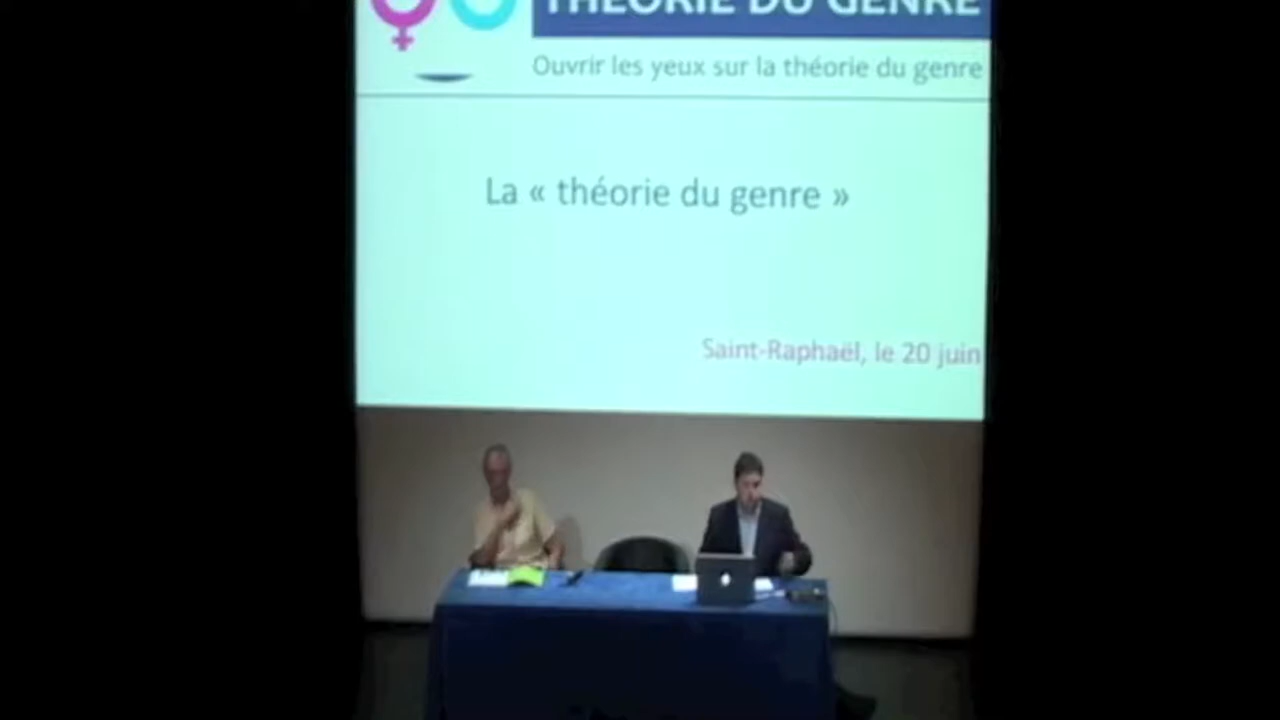 THÉORIE DU GENRE
Ouvrir les yeux sur la théorie du genre
La « théorie du genre »
Saint-Raphaël, le 20 juin